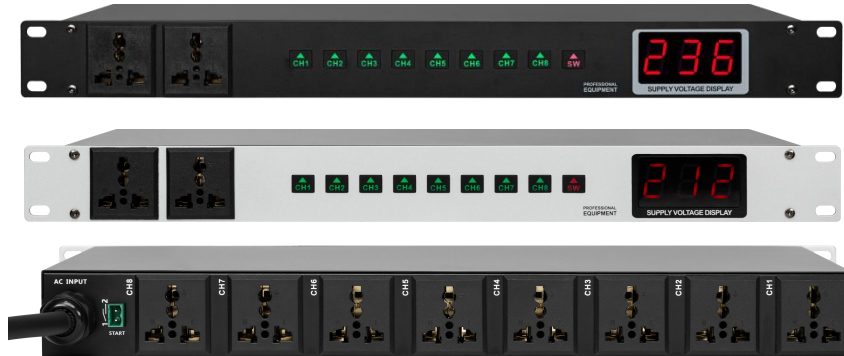 CH1 CH2 CH3 CH4 CH5 CH6 CH7 CH8 SW
236
PROFESSIONAL
EQUIPMENT
SUPPLY VOLTAGE DISPLAY
CH1 CH2 CH3 CH4 CH5 CH6 CH7 CH8 SW
212
PROFESSIONAL
EQUIPMENT
SUPPLY VOLTAGE DISPLAY
AC INPUT
1 2
START
CH8 CH7 CH6 CH5 CH4 CH3 CH2 CH1